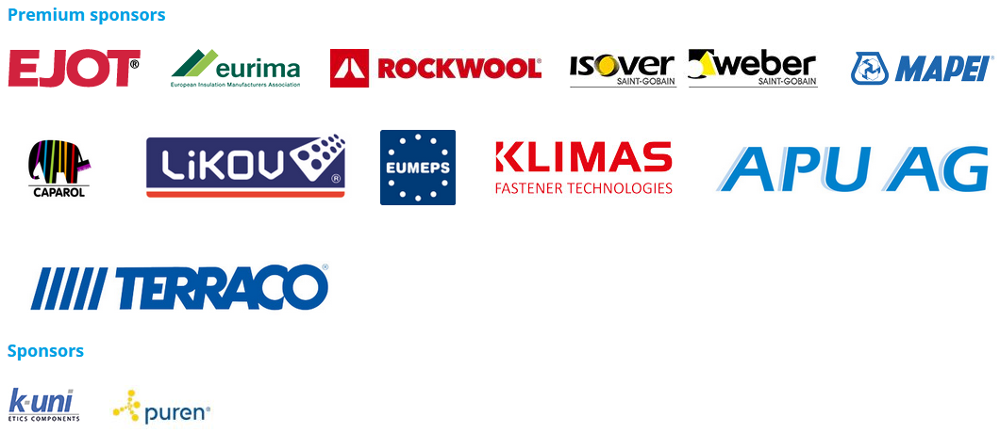 Premium sponsors
EJOT®
eurima
European Insulation Manufacturers Association
ROCKWOOL®
ISOVER
SAINT-GOBAIN
weber
SAINT-GOBAIN
MAPEI®
CAPAROL
LiKOV®
EUMEPS
KLIMAS
FASTENER TECHNOLOGIES
APU AG
TERRACO®
Sponsors
k-uni
ETICS COMPONENTS
puren®